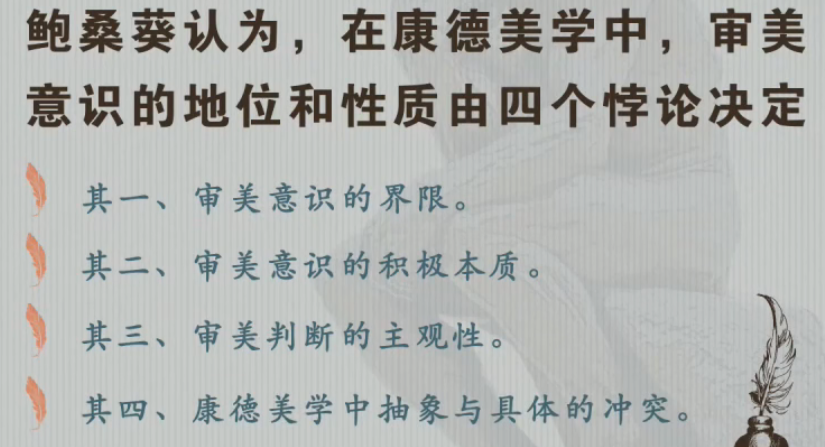 鲍桑葵认为，在康德美学中，审美
意识的地位和性质由四个悖论决定
其一、审美意识的界限。
其二、审美意识的积极本质。
其三、审美判断的主观性。
其四、康德美学中抽象与具体的冲突。